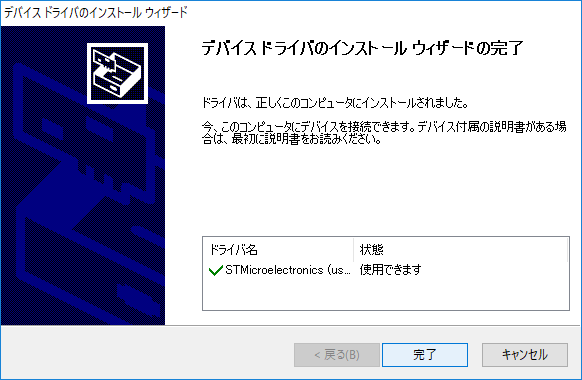 デバイス ドライバのインストール ウィザード
デバイス ドライバのインストール ウィザードの完了
ドライバは、正しくこのコンピュータにインストールされました。
今、このコンピュータにデバイスを接続できます。デバイス付属の説明書がある場
合は、最初に説明書をお読みください。
ドライバ名 状態
STMicroelectronics (us... 使用できます
< 戻る(B) 完了 キャンセル